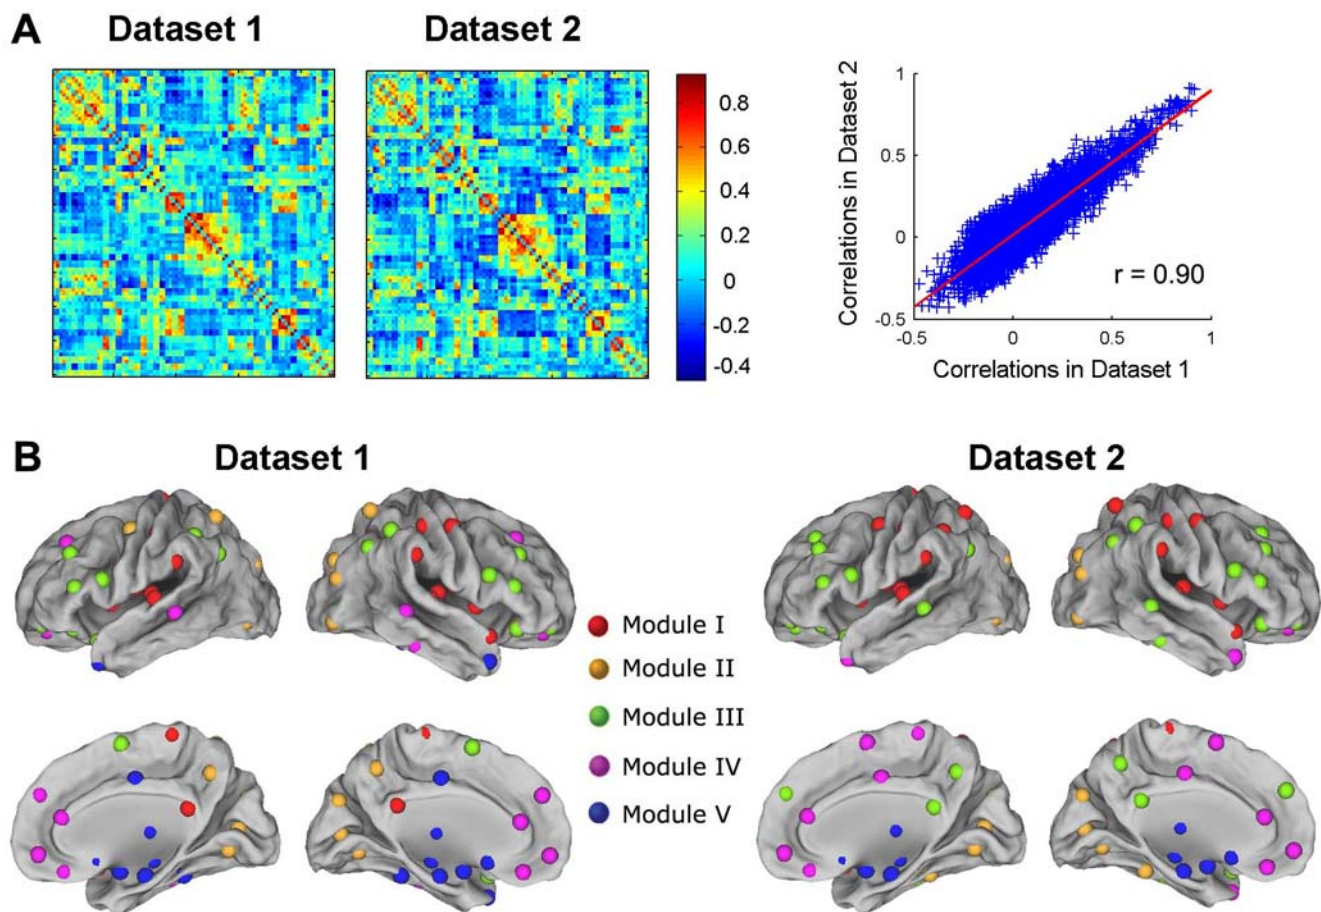 A
Dataset 1
Dataset 2
0.8
0.6
0.4
0.2
0
-0.2
-0.4
Correlations in Dataset 2
1
0.5
0
-0.5
r = 0.90
-0.5
0
0.5
1
Correlations in Dataset 1
B
Dataset 1
Dataset 2
Module I
Module II
Module III
Module IV
Module V